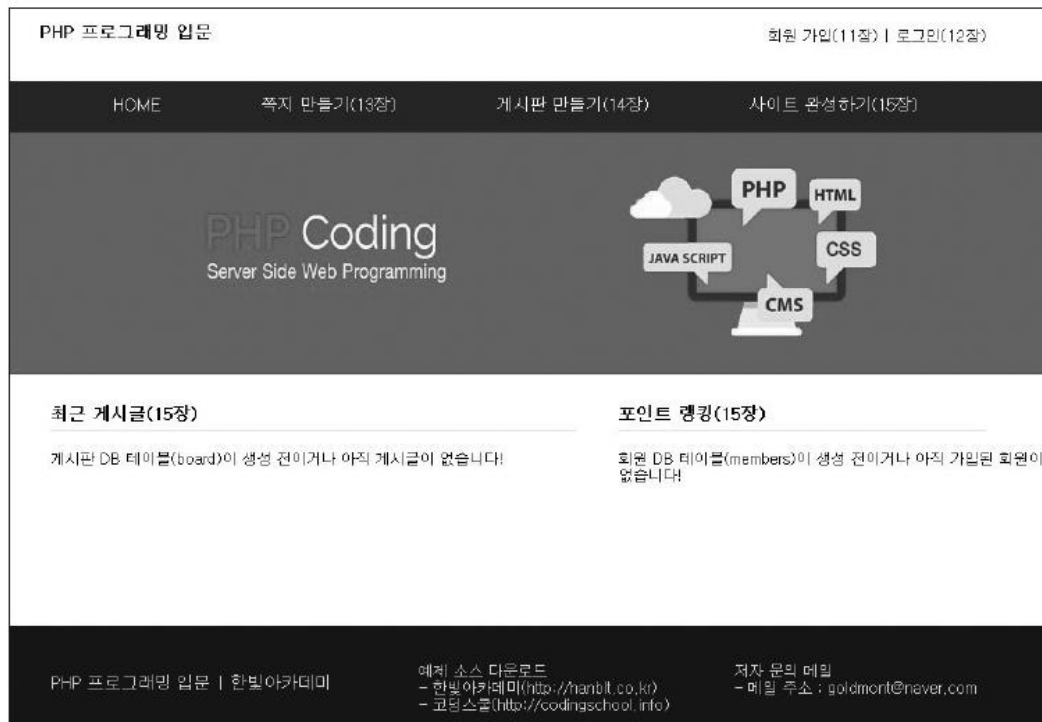 PHP 프로그래밍 입문
회원 가입(11장) | 로그인(12장)
HOME 쪽지 만들기(13장) 게시판 만들기(14장) 사이트 완성하기(15장)
PHP Coding
Server Side Web Programming
PHP
HTML
JAVA SCRIPT
CSS
CMS
최근 게시글(15장)
게시판 DB 테이블(board)이 생성 전이거나 아직 게시글이 없습니다!
포인트 랭킹(15장)
회원 DB 테이블(members)이 생성 전이거나 아직 가입된 회원이
없습니다!
PHP 프로그래밍 입문 | 한빛아카데미
예제 소스 다운로드
- 한빛아카데미(http://hanbit.co.kr)
- 코딩스쿨(http://codingschool.info)
저자 문의 메일
- 메일 주소 : goldmont@naver.com